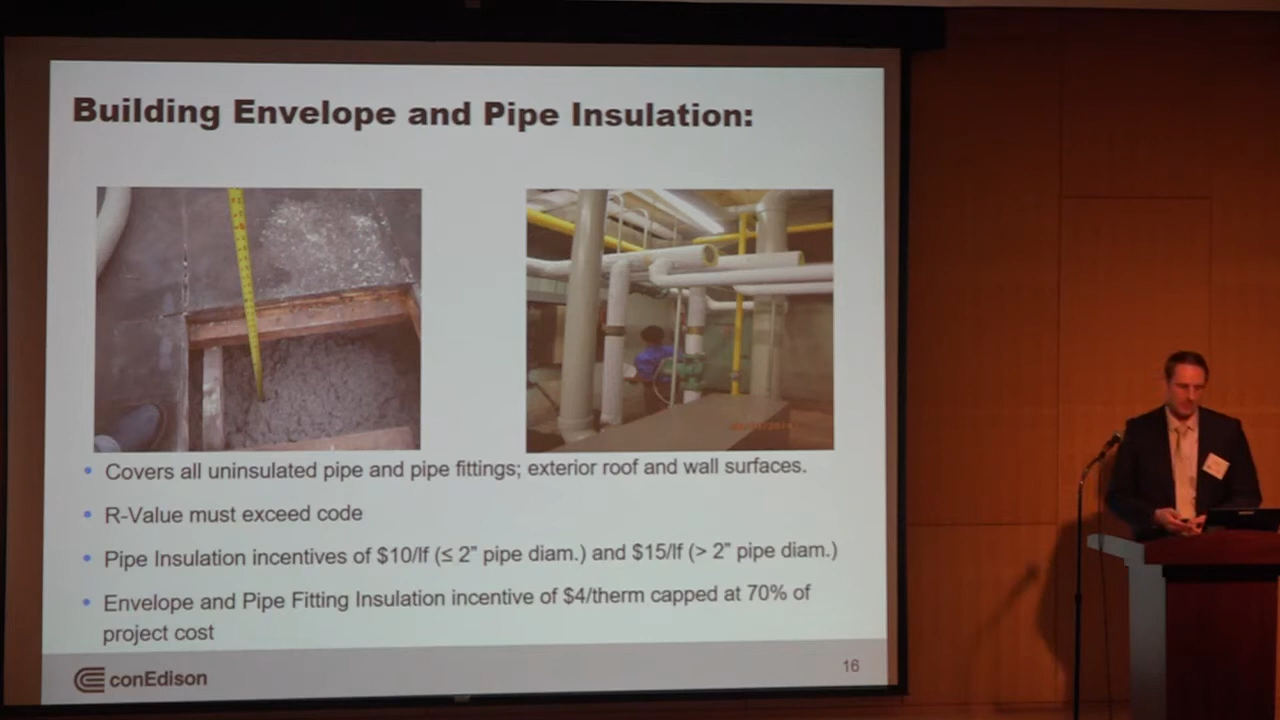 Building Envelope and Pipe Insulation:
• Covers all uninsulated pipe and pipe fittings; exterior roof and wall surfaces.
• R-Value must exceed code
• Pipe Insulation incentives of $10/lf (≤ 2” pipe diam.) and $15/lf (> 2” pipe diam.)
• Envelope and Pipe Fitting Insulation incentive of $4/therm capped at 70% of
project cost
conEdison
16